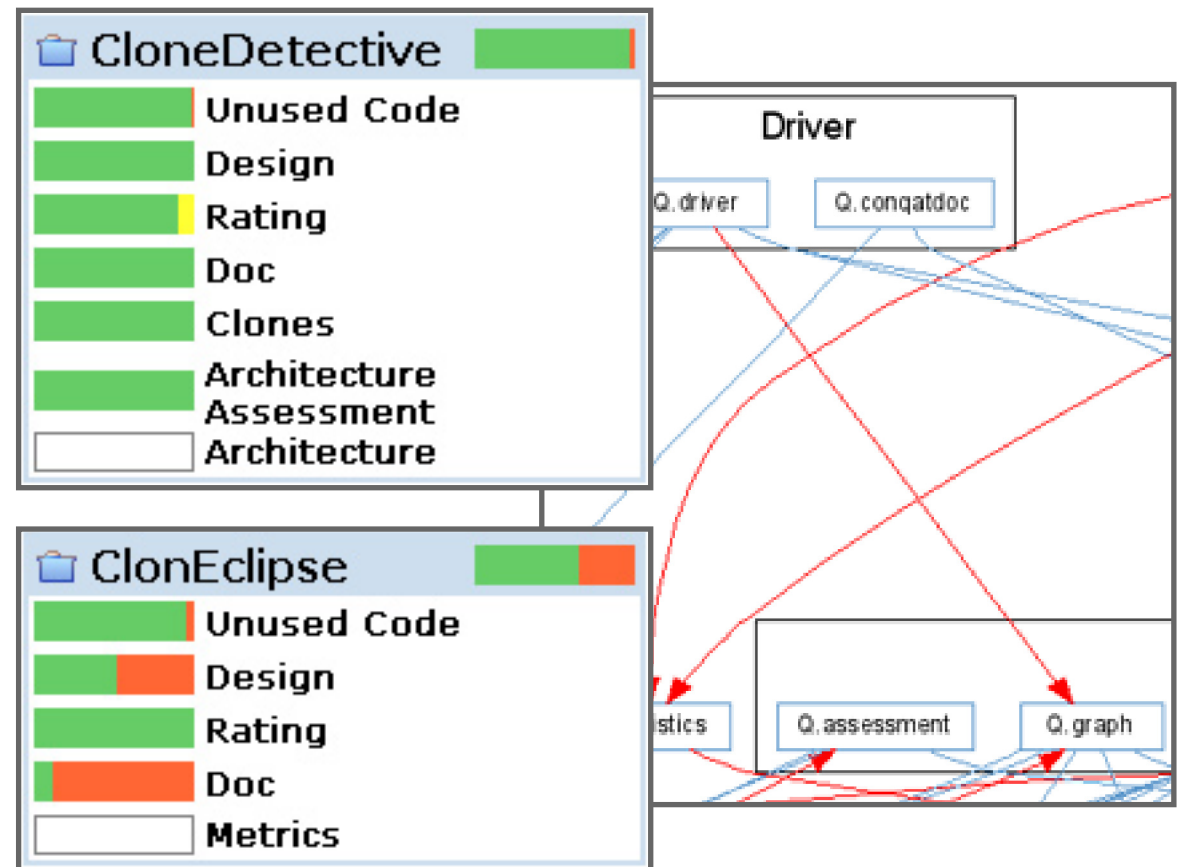 CloneDetective
Unused Code
Design
Rating
Doc
Clones
Architecture
Assessment
Architecture
ClonEclipse
Unused Code
Design
Rating
Doc
Metrics
Driver
Q.driver
Q.conqatdoc
istics
Q.assessment
Q.graph